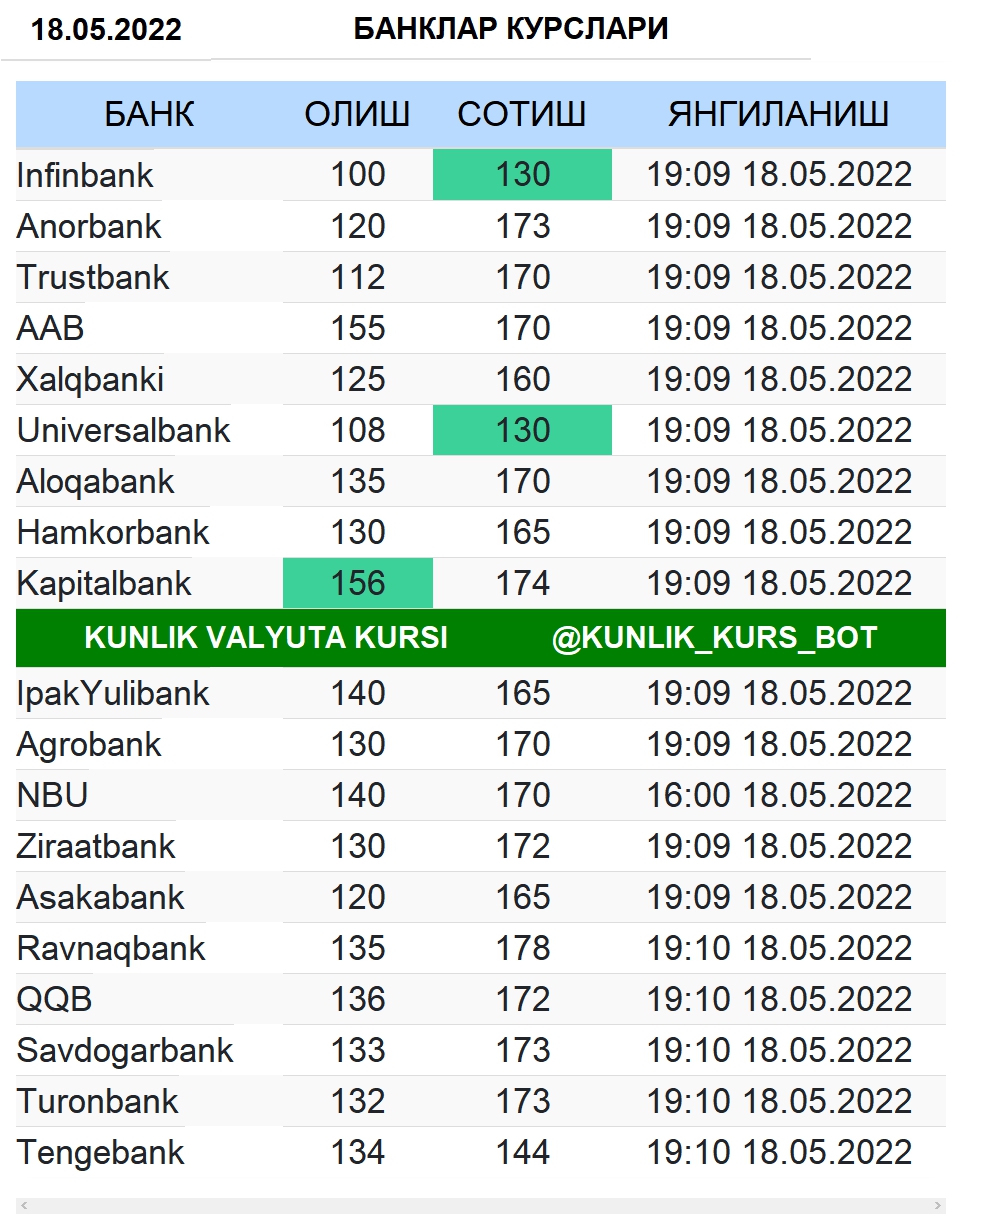 18.05.2022 БАНКЛАР КУРСЛАРИ
БАНК ОЛИШ СОТИШ ЯНГИЛАНИШ
Infinbank 100 130 19:09 18.05.2022
Anorbank 120 173 19:09 18.05.2022
Trustbank 112 170 19:09 18.05.2022
AAB 155 170 19:09 18.05.2022
Xalqbanki 125 160 19:09 18.05.2022
Universalbank 108 130 19:09 18.05.2022
Aloqabank 135 170 19:09 18.05.2022
Hamkorbank 130 165 19:09 18.05.2022
Kapitalbank 156 174 19:09 18.05.2022
KUNLIK VALYUTA KURSI @KUNLIK_KURS_BOT
IpakYulibank 140 165 19:09 18.05.2022
Agrobank 130 170 19:09 18.05.2022
NBU 140 170 16:00 18.05.2022
Ziraatbank 130 172 19:09 18.05.2022
Asakabank 120 165 19:09 18.05.2022
Ravnaqbank 135 178 19:10 18.05.2022
QQB 136 172 19:10 18.05.2022
Savdogarbank 133 173 19:10 18.05.2022
Turonbank 132 173 19:10 18.05.2022
Tengebank 134 144 19:10 18.05.2022